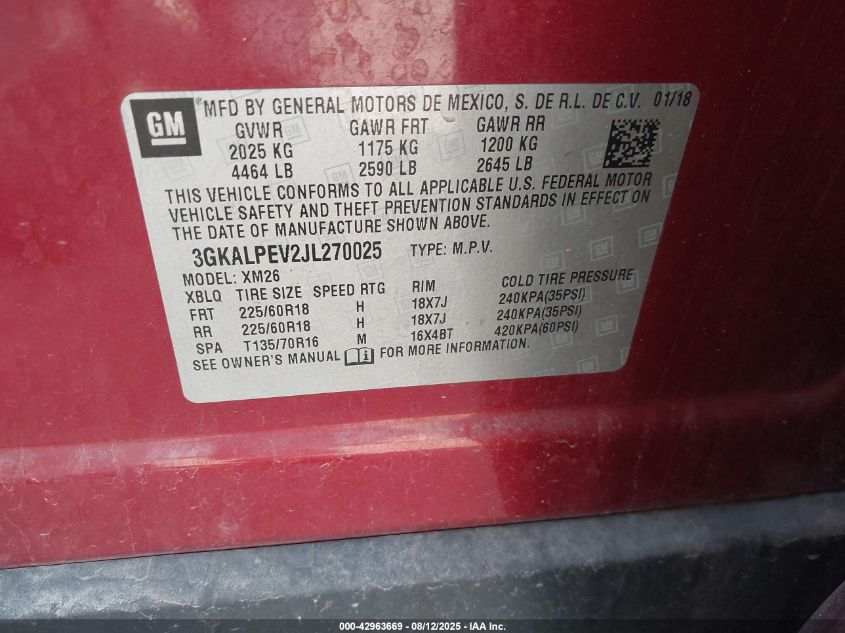 GM
®MFD BY GENERAL MOTORS DE MEXICO, S. DE R.L. DE C.V. 01/18
GVWR GAWR FRT GAWR RR
2025 KG 1175 KG 1200 KG
4464 LB 2590 LB 2645 LB
THIS VEHICLE CONFORMS TO ALL APPLICABLE U.S. FEDERAL MOTOR
VEHICLE SAFETY AND THEFT PREVENTION STANDARDS IN EFFECT ON
THE DATE OF MANUFACTURE SHOWN ABOVE.
3GKALPEV2JL270025 TYPE: M.P.V.
MODEL: XM26
XBLQ TIRE SIZE SPEED RTG RIM COLD TIRE PRESSURE
FRT 225/60R18 H 18X7J 240KPA(35PSI)
RR 225/60R18 H 18X7J 240KPA(35PSI)
SPA T135/70R16 M 16X4BT 420KPA(60PSI)
SEE OWNER'S MANUAL FOR MORE INFORMATION.
000-42963669 - 08/12/2025 - IAA Inc.